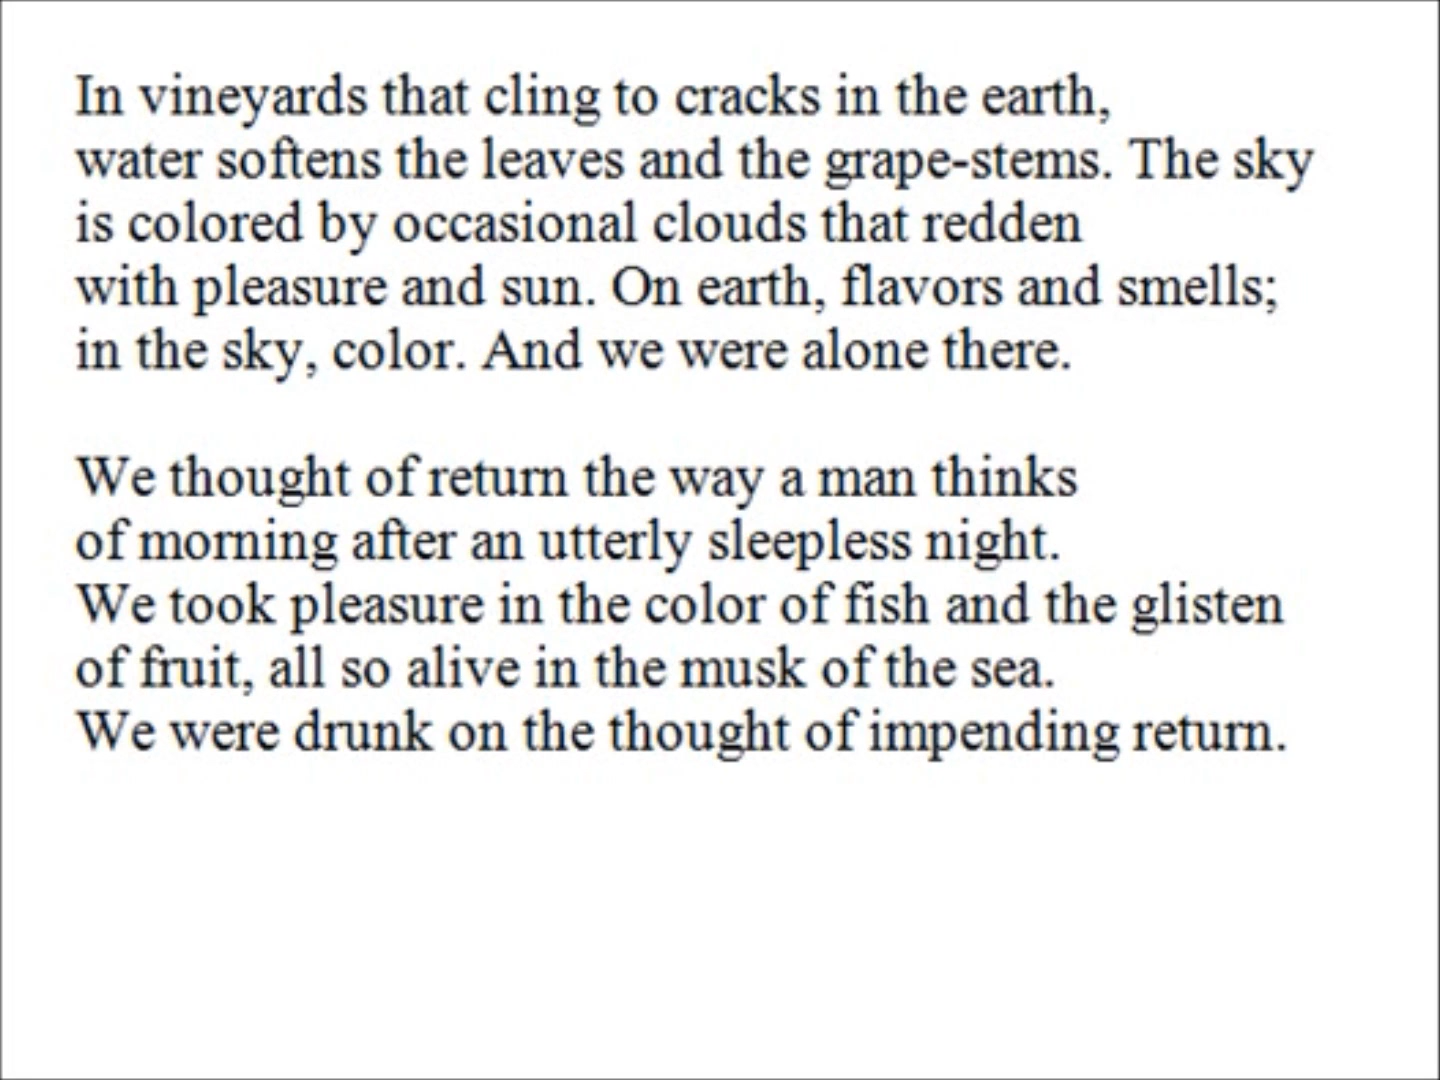 In vineyards that cling to cracks in the earth,
water softens the leaves and the grape-stems. The sky
is colored by occasional clouds that redden
with pleasure and sun. On earth, flavors and smells;
in the sky, color. And we were alone there.
We thought of return the way a man thinks
of morning after an utterly sleepless night.
We took pleasure in the color of fish and the glisten
of fruit, all so alive in the musk of the sea.
We were drunk on the thought of impending return.